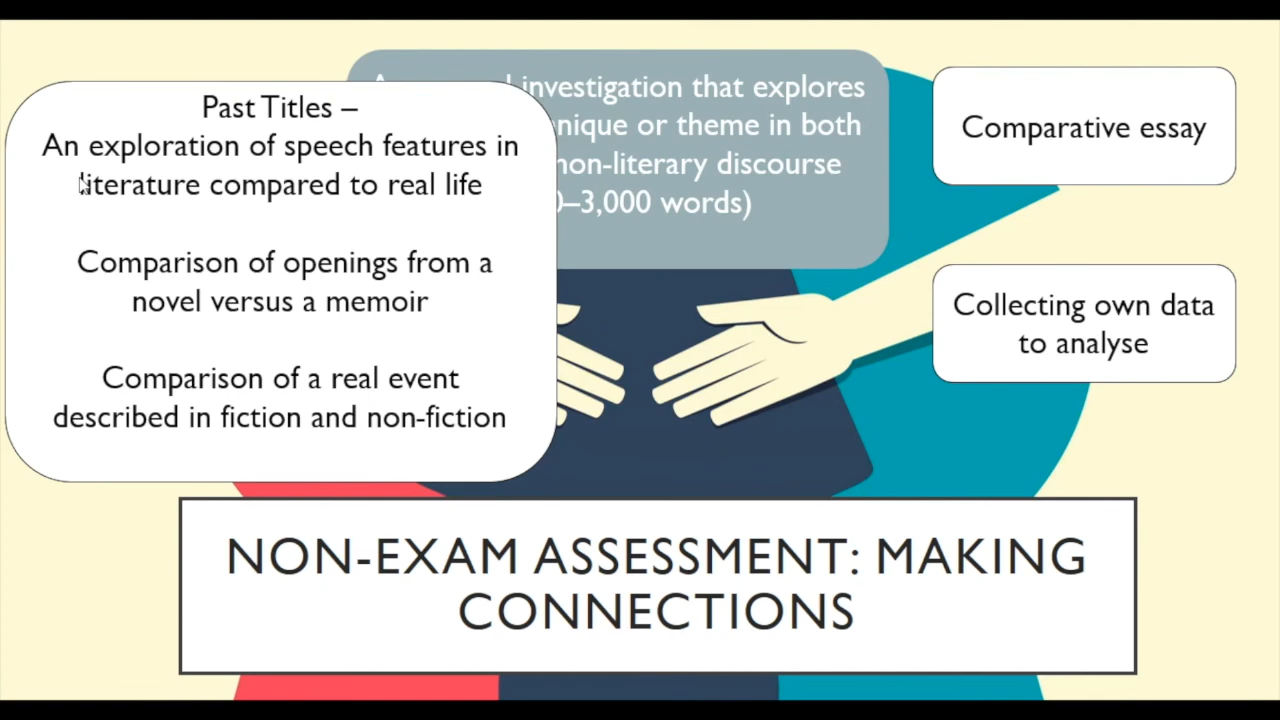 Past Titles –
An exploration of speech features in
literature compared to real life
Comparison of openings from a
novel versus a memoir
Comparison of a real event
described in fiction and non-fiction
investigation that explores
or theme in both
non-literary discourse
–3,000 words)
Comparative essay
Collecting own data
to analyse
NON-EXAM ASSESSMENT: MAKING
CONNECTIONS